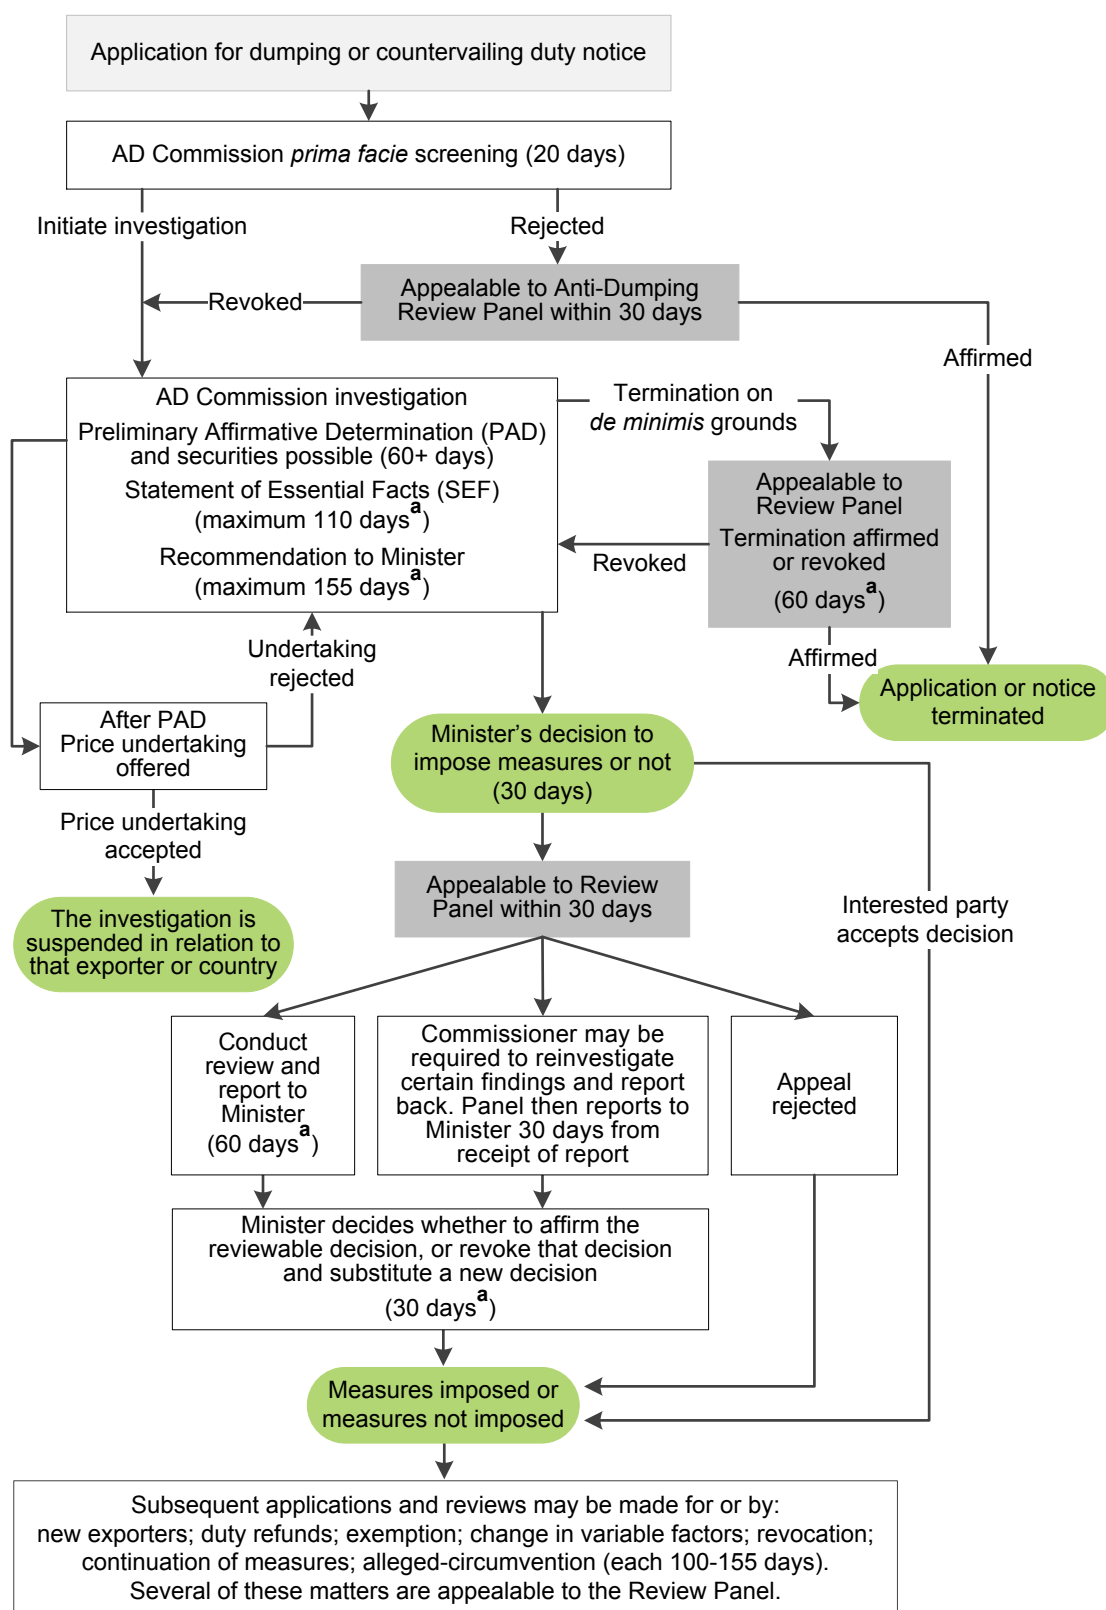 Application for dumping or countervailing duty notice
AD Commission prima facie screening (20 days)
Initiate investigation
Rejected
Appealable to Anti-Dumping
Review Panel within 30 days
Revoked
Affirmed
AD Commission investigation
Preliminary Affirmative Determination (PAD)
and securities possible (60+ days)
Statement of Essential Facts (SEF)
(maximum 110 days a)
Recommendation to Minister
(maximum 155 days a)
Termination on
de minimis grounds
Appealable to
Review Panel
Termination affirmed
or revoked
(60 days a)
Revoked
Affirmed
Application or notice
terminated
Undertaking
rejected
After PAD
Price undertaking
offered
Price undertaking
accepted
The investigation is
suspended in relation to
that exporter or country
Minister’s decision to
impose measures or not
(30 days)
Appealable to Review
Panel within 30 days
Interested party
accepts decision
Conduct
review and
report to
Minister
(60 days a)
Commissioner may be
required to reinvestigate
certain findings and report
back. Panel then reports to
Minister 30 days from
receipt of report
Appeal
rejected
Minister decides whether to affirm the
reviewable decision, or revoke that decision
and substitute a new decision
(30 days a)
Measures imposed or
measures not imposed
Subsequent applications and reviews may be made for or by:
new exporters; duty refunds; exemption; change in variable factors; revocation;
continuation of measures; alleged-circumvention (each 100-155 days).
Several of these matters are appealable to the Review Panel.